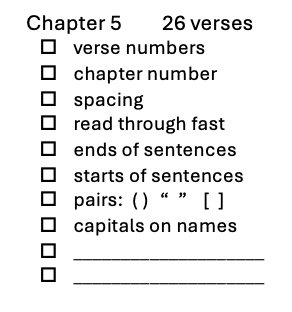 Chapter 5 26 verses
☐ verse numbers
☐ chapter number
☐ spacing
☐ read through fast
☐ ends of sentences
☐ starts of sentences
☐ pairs: ( ) “ ” [ ]
☐ capitals on names
☐ ____________________
☐ ____________________